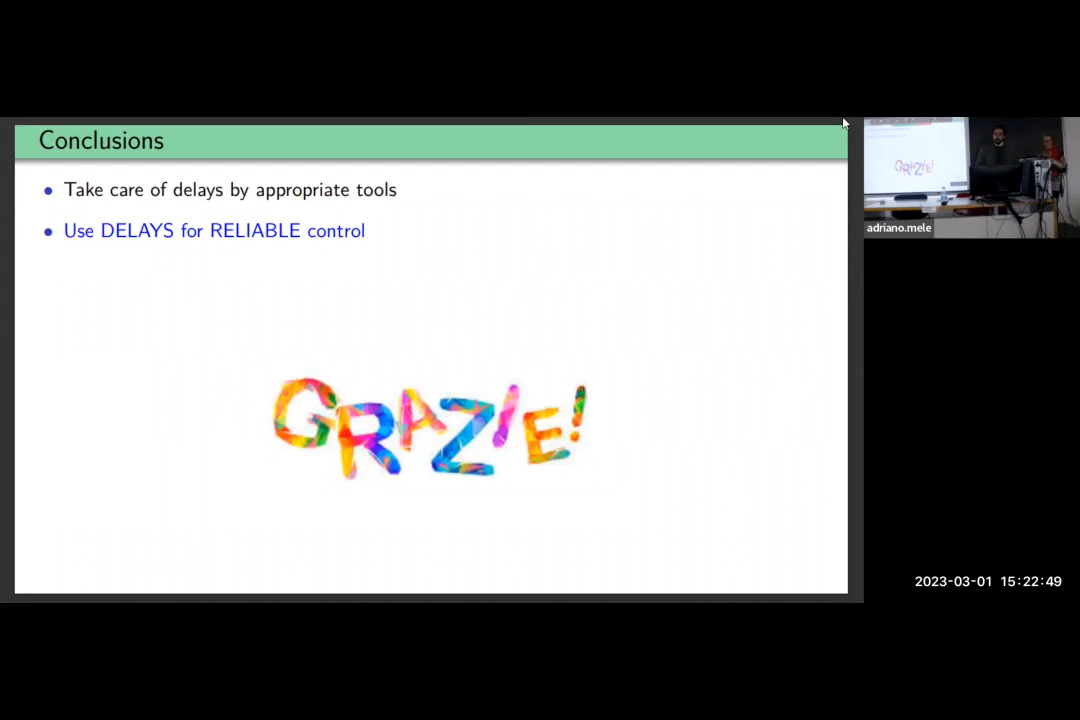 Conclusions
Take care of delays by appropriate tools
Use DELAYS for RELIABLE control
GRAZIE!
GRAZIE!
adriano.mele
2023-03-01 15:22:49